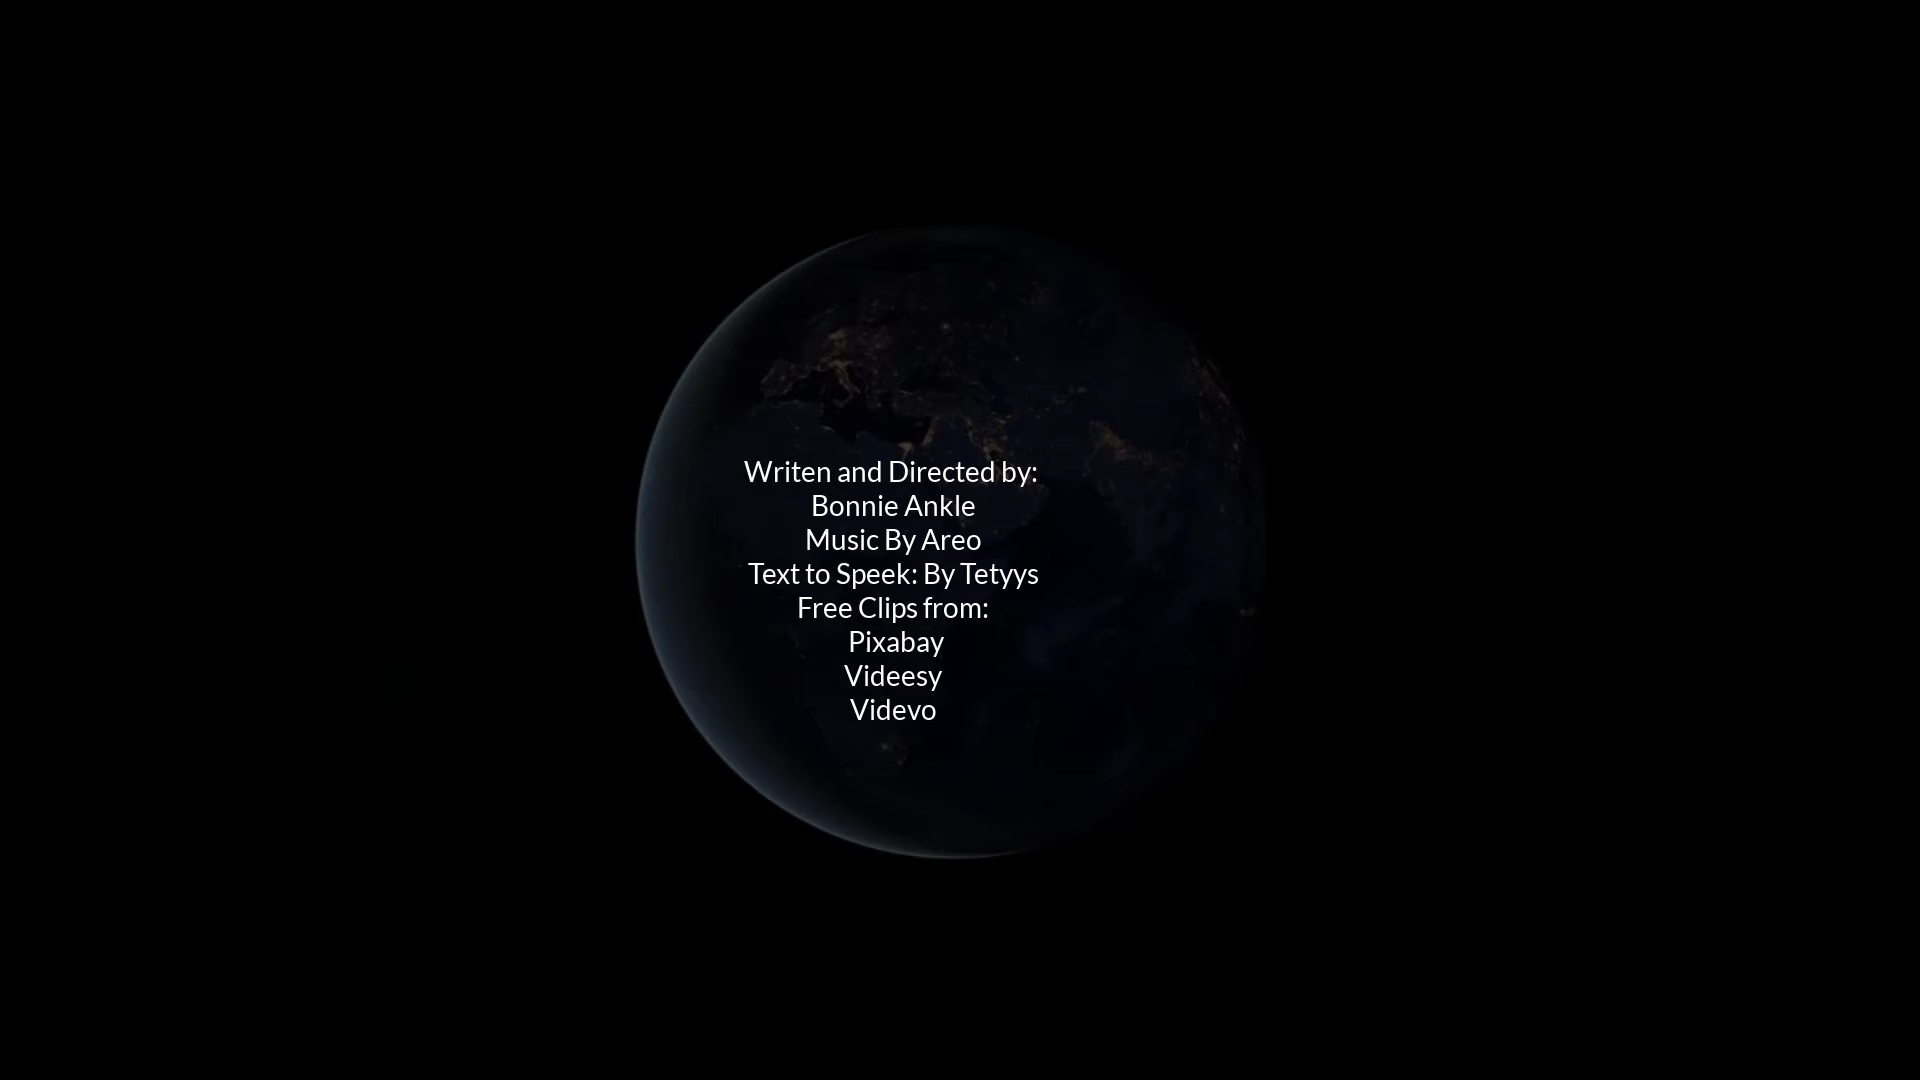 Writen and Directed by:
Bonnie Ankle
Music By Areo
Text to Speek: By Tetyys
Free Clips from:
Pixabay
Videesy
Videvo